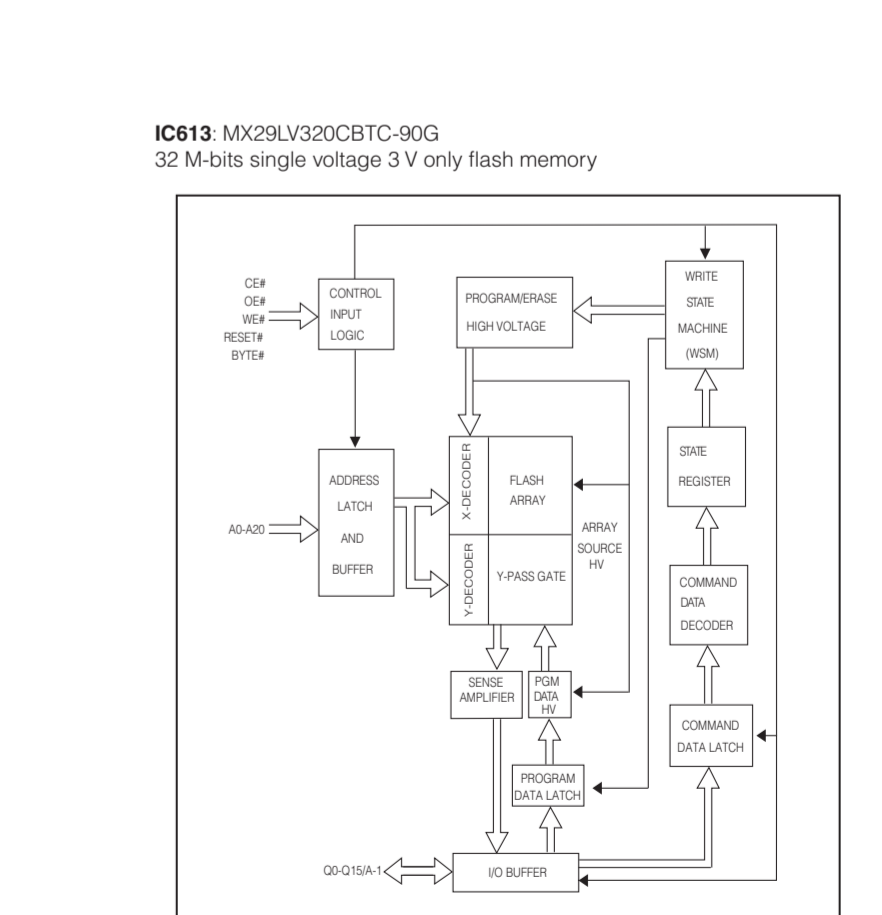 IC613: MX29LV320CBTC-90G
32 M-bits single voltage 3 V only flash memory
CE#
OE#
WE#
RESET#
BYTE#
CONTROL
INPUT
LOGIC
PROGRAM/ERASE
HIGH VOLTAGE
WRITE
STATE
MACHINE
(WSM)
STATE
REGISTER
A0-A20
ADDRESS
LATCH
AND
BUFFER
X-DECODER
FLASH
ARRAY
Y-DECODER
Y-PASS GATE
ARRAY
SOURCE
HV
COMMAND
DATA
DECODER
SENSE
AMPLIFIER
PGM
DATA
HV
COMMAND
DATA LATCH
PROGRAM
DATA LATCH
Q0-Q15/A-1
I/O BUFFER